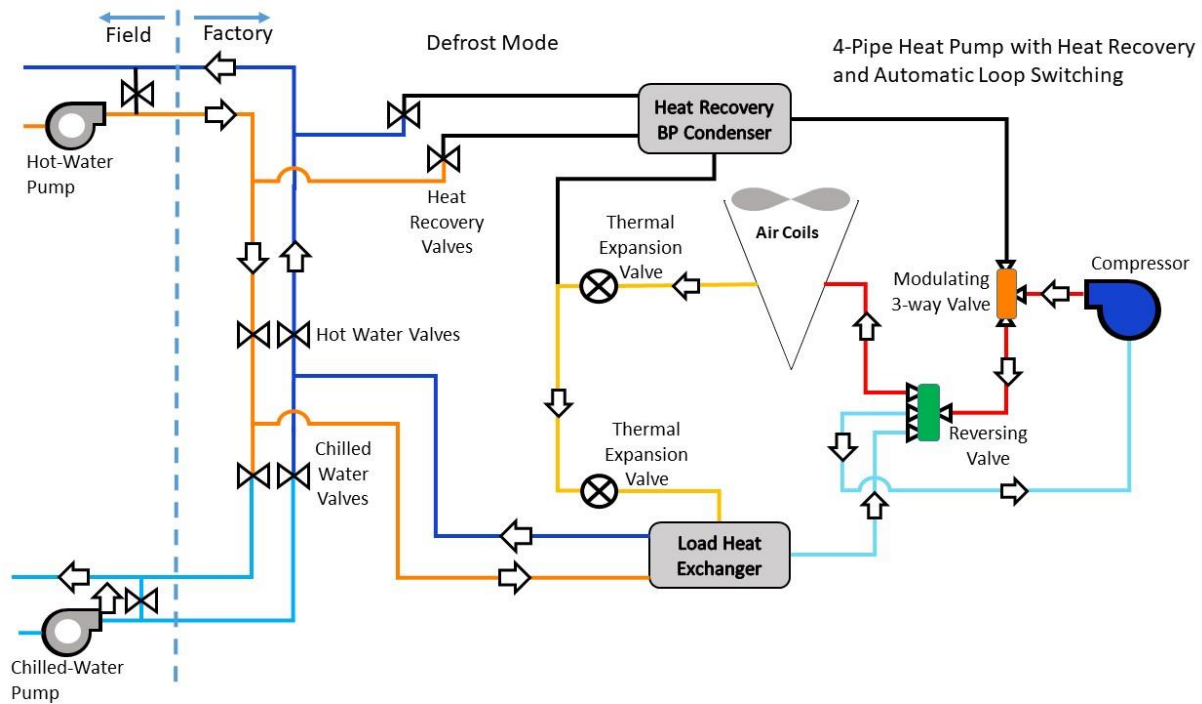 Field
Factory
Defrost Mode
4-Pipe Heat Pump with Heat Recovery
and Automatic Loop Switching
Heat Recovery
BP Condenser
Hot-Water
Pump
Heat
Recovery
Valves
Thermal
Expansion
Valve
Air Coils
Modulating
3-way Valve
Compressor
Hot Water Valves
Chilled
Water
Valves
Thermal
Expansion
Valve
Reversing
Valve
Load Heat
Exchanger
Chilled-Water
Pump